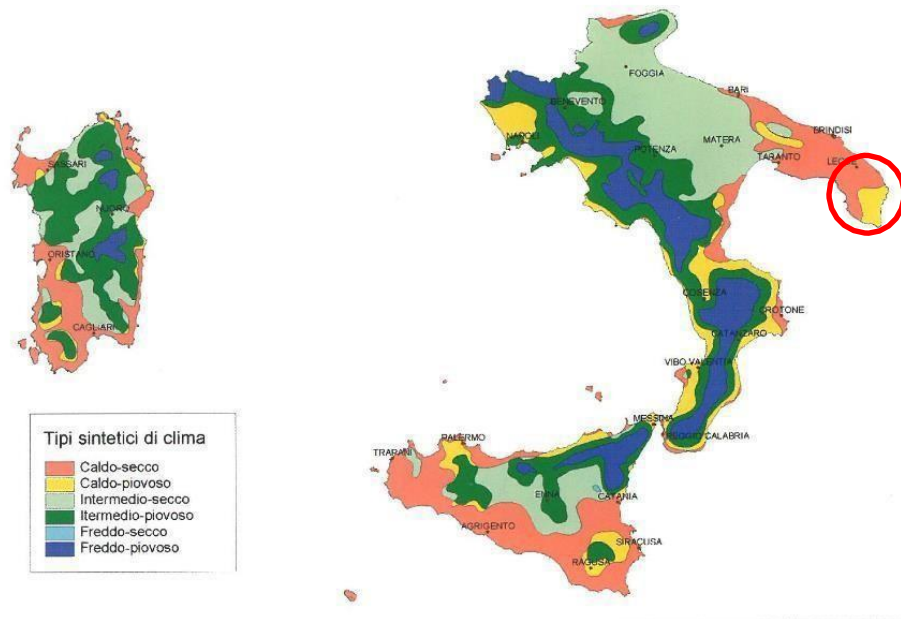 FOGGIA
BARI
BENEVENTO
BRINDISI
NAPOLI
MATERA
POTENZA
TARANTO
LECCE
SASSARI
NUORO
ORISTANO
CAGLIARI
COSENZA
CROTONE
CATANZARO
VIBO VALENTIA
MESSINA
REGGIO CALABRIA
PALERMO
TRAPANI
ENNA
CATANIA
AGRIGENTO
SIRACUSA
RAGUSA
Tipi sintetici di clima
Caldo-secco
Caldo-piovoso
Intermedio-secco
Itermedio-piovoso
Freddo-secco
Freddo-piovoso